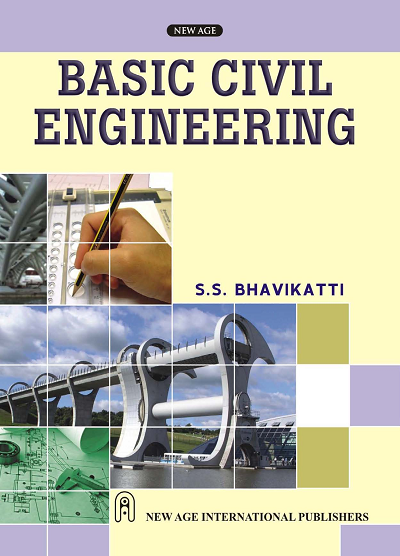 NEW AGE
BASIC CIVIL
ENGINEERING
S.S. BHAVIKATTI
NEW AGE INTERNATIONAL PUBLISHERS